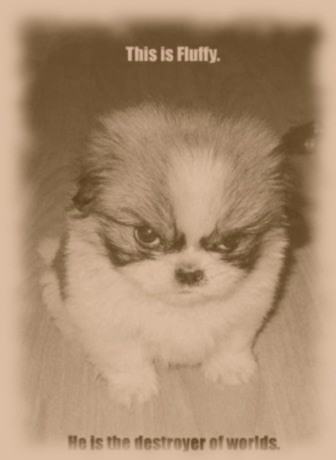 This is Fluffy.
He is the destroyer of worlds.